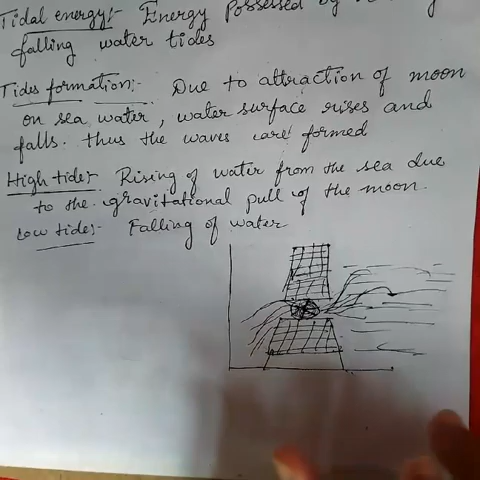 Tidal energy:- Energy Possessed by
falling water tides
Tides formation:- Due to attraction of moon
on sea water, water surface rises and
falls. thus the waves are formed
High tide:- Rising of water from the sea due
to the gravitational pull of the moon.
Low tide:- Falling of water